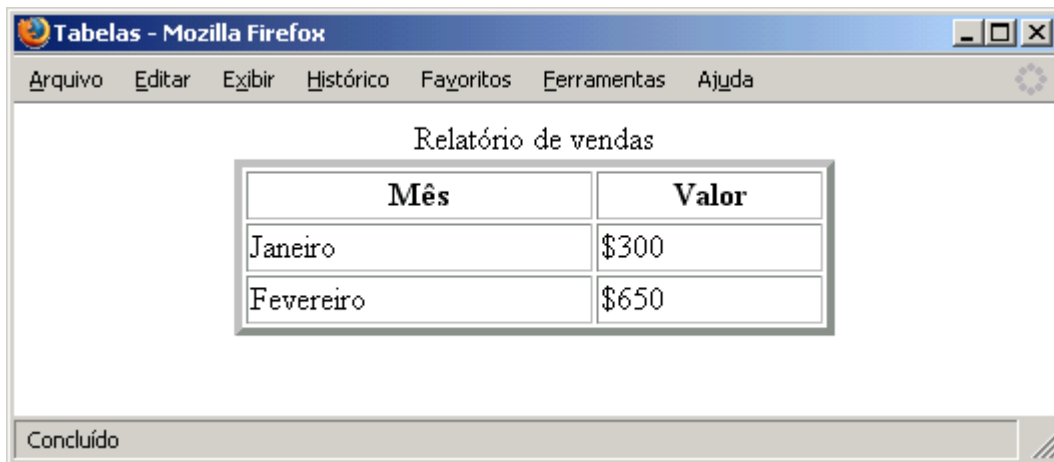 Tabelas - Mozilla Firefox
Arquivo Editar Exibir Histórico Favoritos Ferramentas Ajuda
Relatório de vendas
Mês Valor
Janeiro $300
Fevereiro $650
Concluído